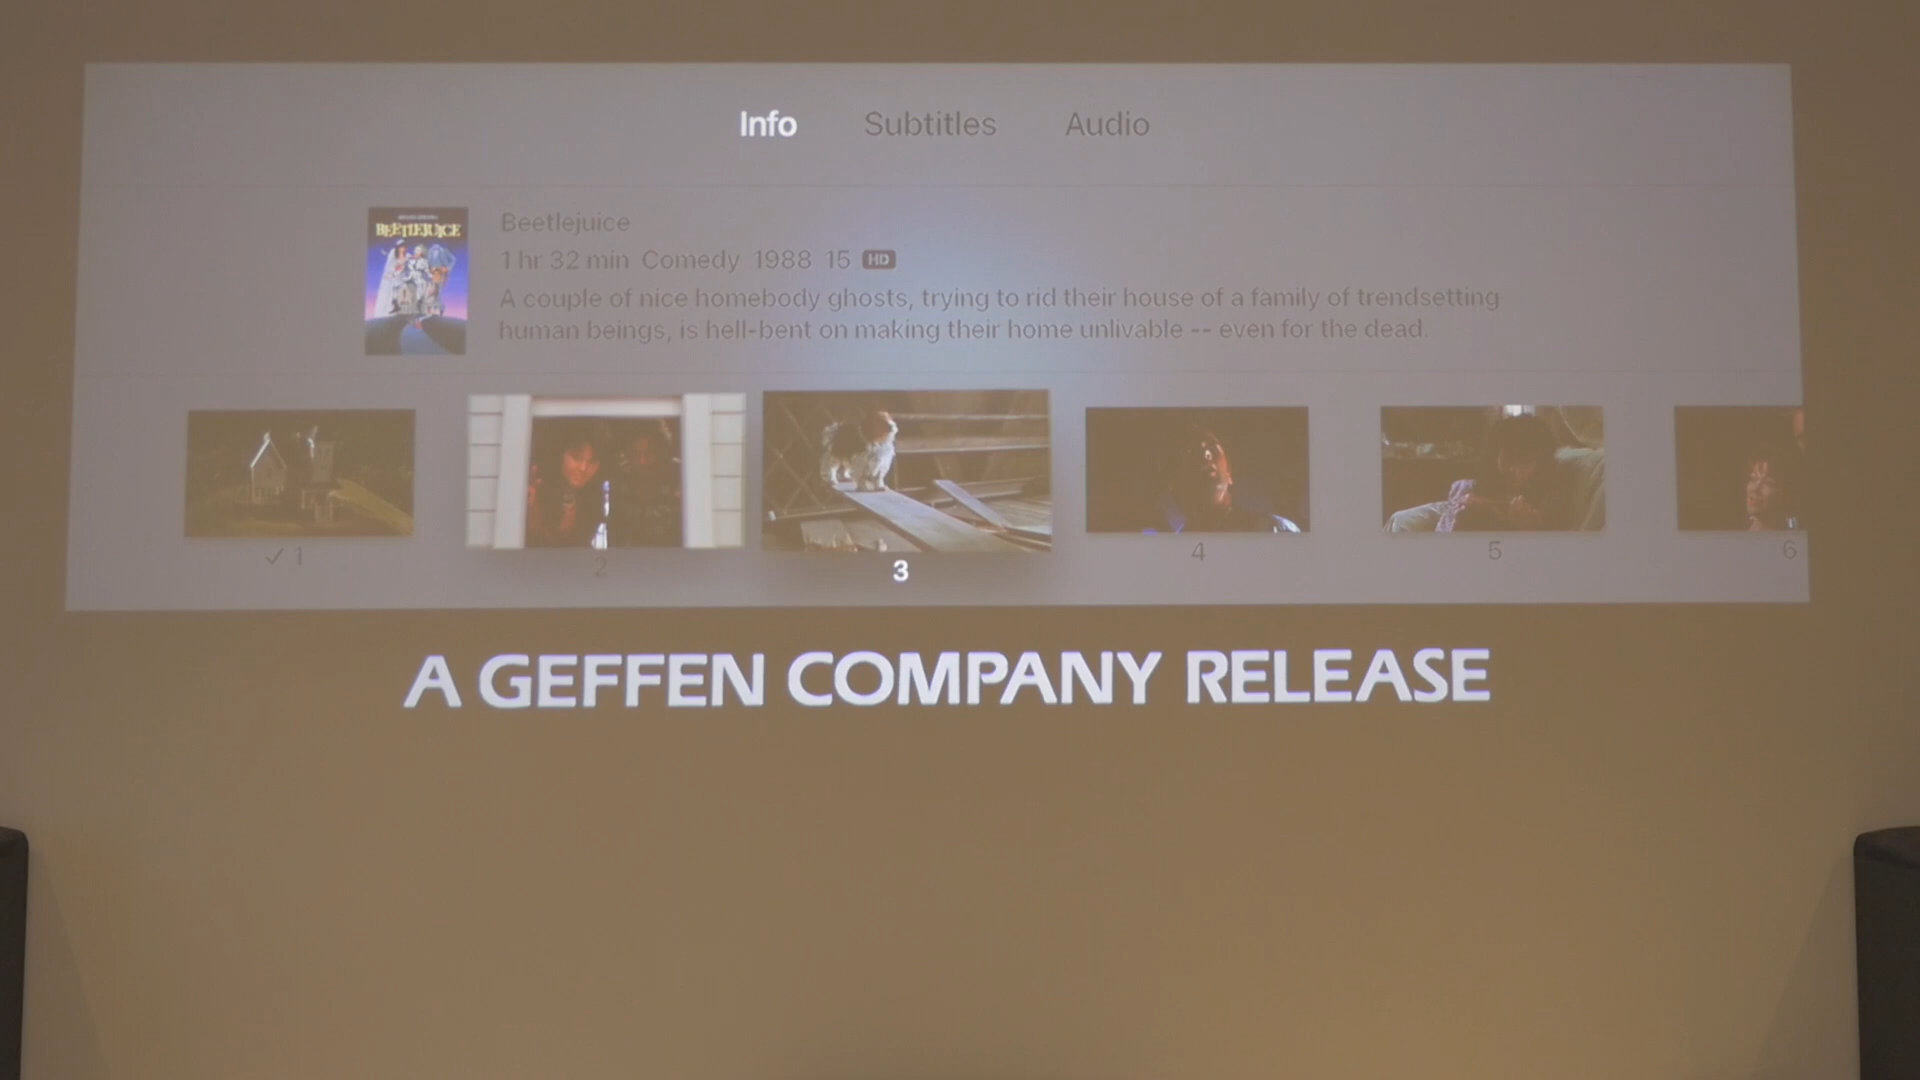 Info Subtitles Audio
BEETLEJUICE
Beetlejuice
1 hr 32 min Comedy 1988 15 HD
A couple of nice homebody ghosts, trying to rid their house of a family of trendsetting
human beings, is hell-bent on making their home unlivable -- even for the dead.
✓ 1 2 3 4 5 6
A GEFFEN COMPANY RELEASE